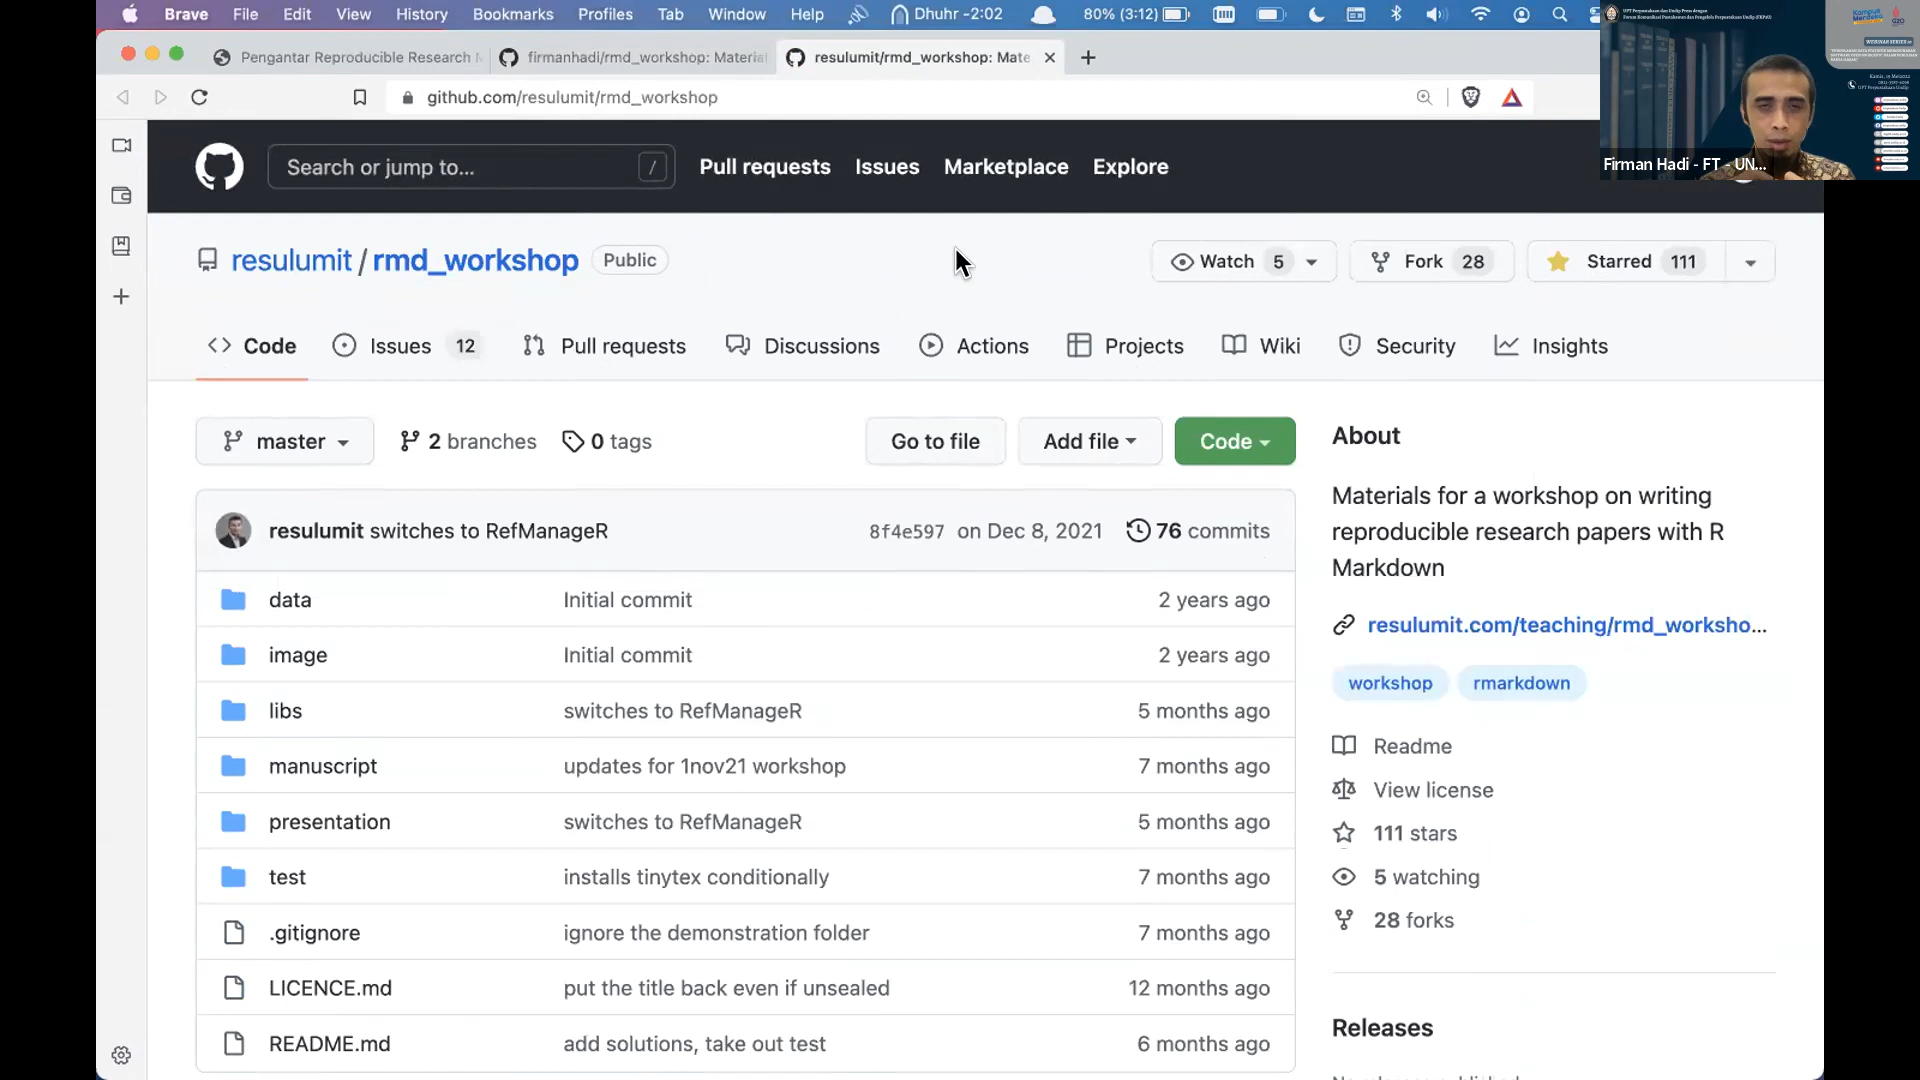 Brave File Edit View History Bookmarks Profiles Tab Window Help Dhuhr -2:02 80% (3:12)
Pengantar Reproducible Research firmanhadi/rmd_workshop: Material resulumit/rmd_workshop: Mate
github.com/resulumit/rmd_workshop
Firman Hadi - FT - UN...
Search or jump to... / Pull requests Issues Marketplace Explore
resulumit / rmd_workshop Public Watch 5 Fork 28 Starred 111
Code Issues 12 Pull requests Discussions Actions Projects Wiki Security Insights
master 2 branches 0 tags Go to file Add file Code
resulumit switches to RefManageR 8f4e597 on Dec 8, 2021 76 commits
data Initial commit 2 years ago
image Initial commit 2 years ago
libs switches to RefManageR 5 months ago
manuscript updates for 1nov21 workshop 7 months ago
presentation switches to RefManageR 5 months ago
test installs tinytex conditionally 7 months ago
.gitignore ignore the demonstration folder 7 months ago
LICENCE.md put the title back even if unsealed 12 months ago
README.md add solutions, take out test 6 months ago
About
Materials for a workshop on writing
reproducible research papers with R
Markdown
resulumit.com/teaching/rmd_worksho...
workshop rmarkdown
Readme
View license
111 stars
5 watching
28 forks
Releases